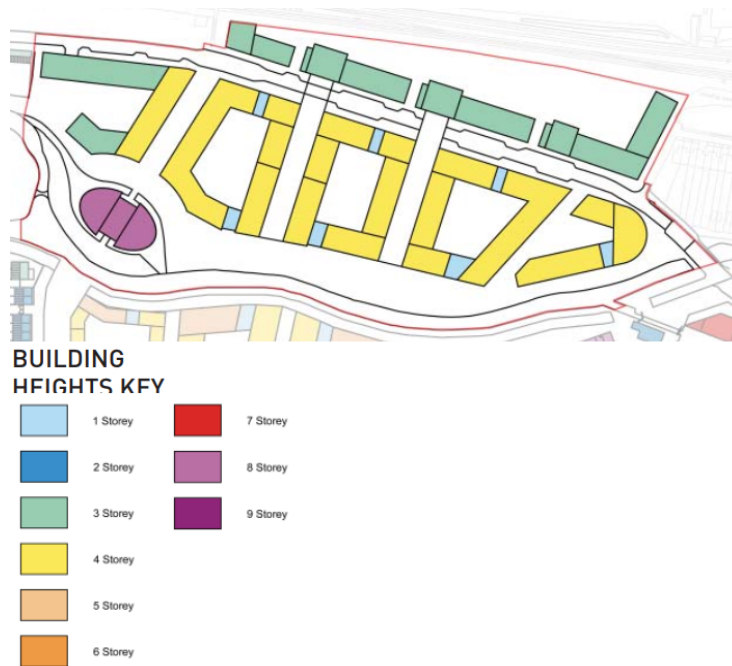 BUILDING
HEIGHTS KEY
1 Storey
2 Storey
3 Storey
4 Storey
5 Storey
6 Storey
7 Storey
8 Storey
9 Storey